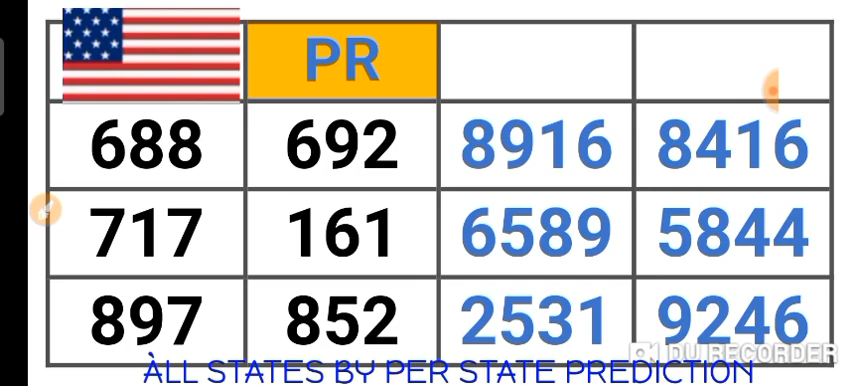 PR
688 692 8916 8416
717 161 6589 5844
897 852 2531 9246
DU RECORDER
ÀLL STATES BY PER STATE PREDICTION